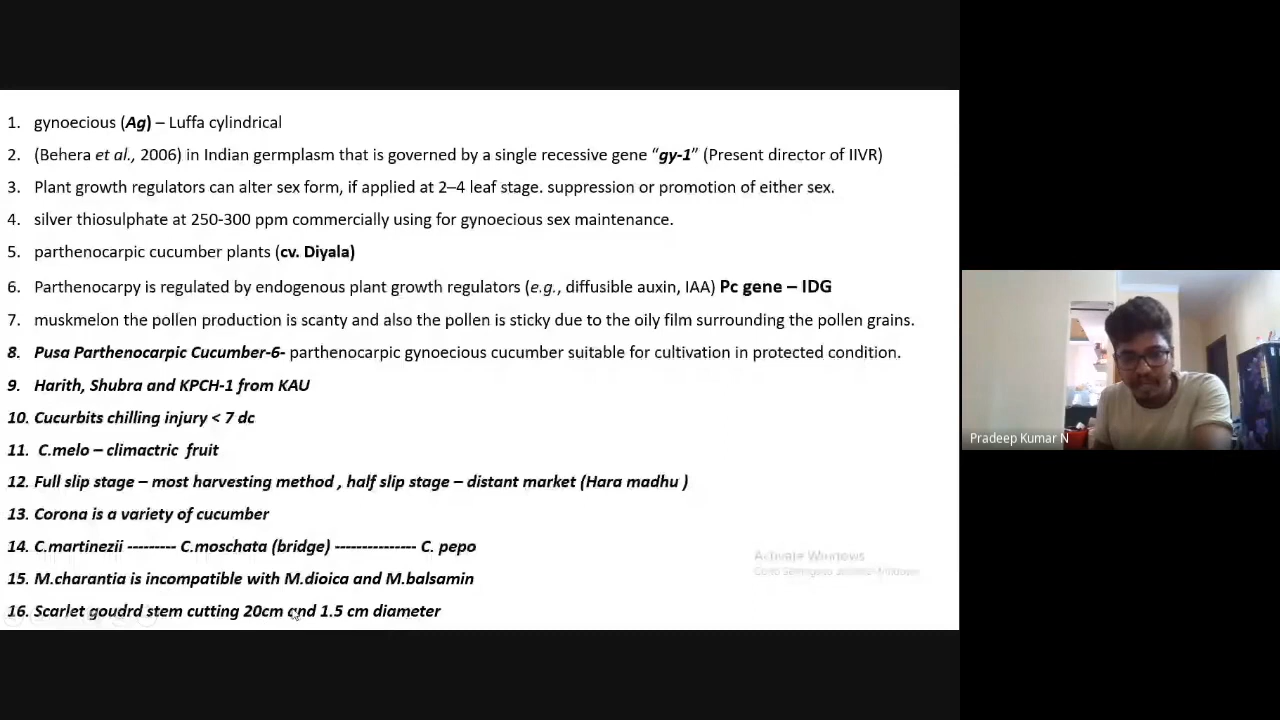 1. gynoecious (Ag) – Luffa cylindrical
2. (Behera et al., 2006) in Indian germplasm that is governed by a single recessive gene “gy-1” (Present director of IIVR)
3. Plant growth regulators can alter sex form, if applied at 2–4 leaf stage. suppression or promotion of either sex.
4. silver thiosulphate at 250-300 ppm commercially using for gynoecious sex maintenance.
5. parthenocarpic cucumber plants (cv. Diyala)
6. Parthenocarpy is regulated by endogenous plant growth regulators (e.g., diffusible auxin, IAA) Pc gene – IDG
7. muskmelon the pollen production is scanty and also the pollen is sticky due to the oily film surrounding the pollen grains.
8. Pusa Parthenocarpic Cucumber-6- parthenocarpic gynoecious cucumber suitable for cultivation in protected condition.
9. Harith, Shubra and KPCH-1 from KAU
10. Cucurbits chilling injury < 7 dc
11. C.melo – climactric fruit
12. Full slip stage – most harvesting method , half slip stage – distant market (Hara madhu )
13. Corona is a variety of cucumber
14. C.martinezii --------- C.moschata (bridge) --------------- C. pepo
15. M.charantia is incompatible with M.dioica and M.balsamin
16. Scarlet goudrd stem cutting 20cm and 1.5 cm diameter
Activate Windows
Pradeep Kumar N